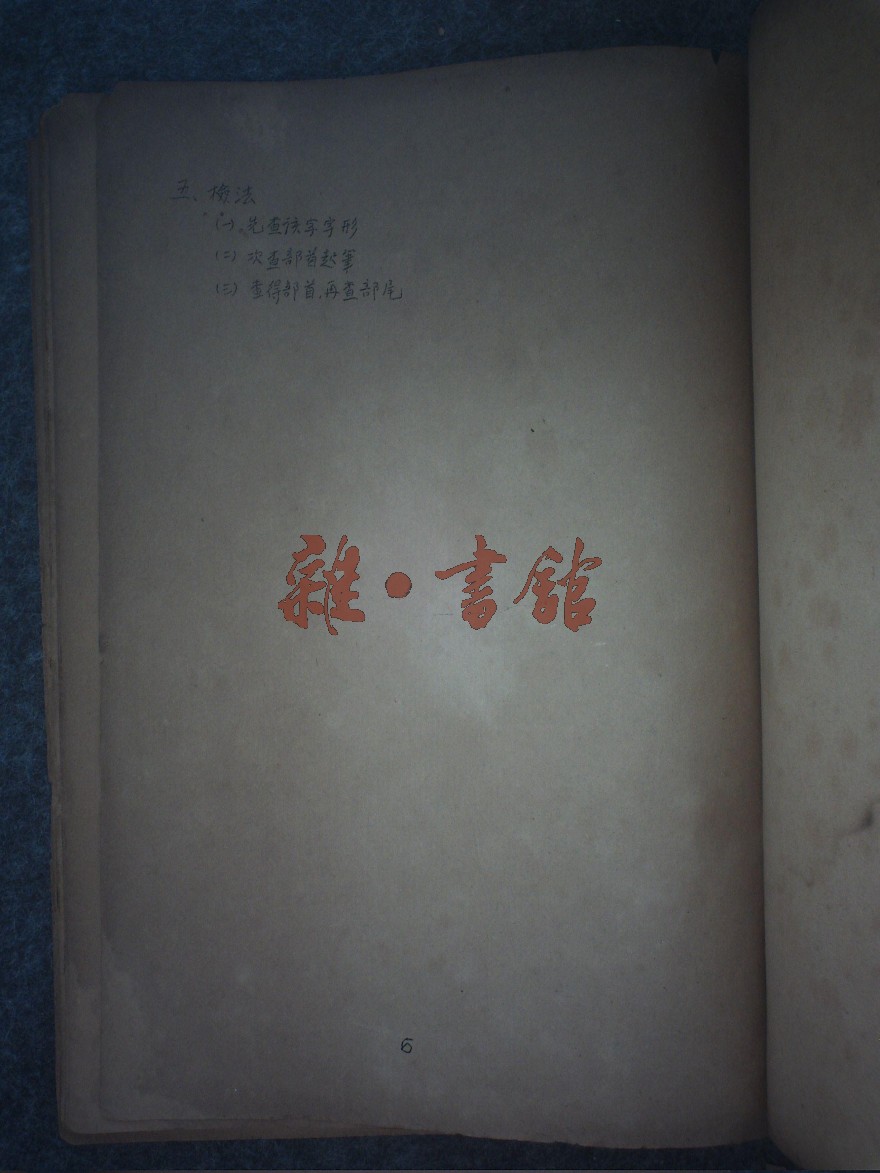 五、檢法
(一) 先查該字字形
(二) 次查部首起筆
(三) 查得部首,再查部尾
雜·書館
6